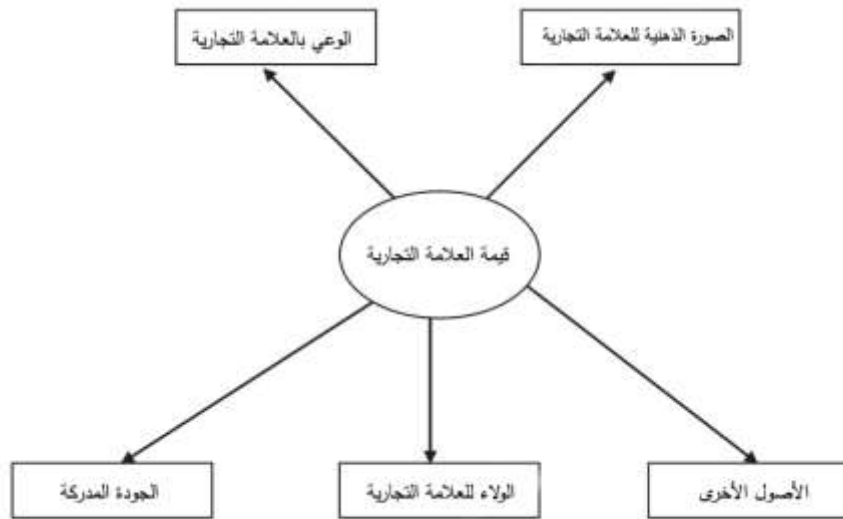 الصورة الذهنية للعلامة التجارية
الوعي بالعلامة التجارية
قيمة العلامة التجارية
الأصول الأخرى
الولاء للعلامة التجارية
الجودة المدركة